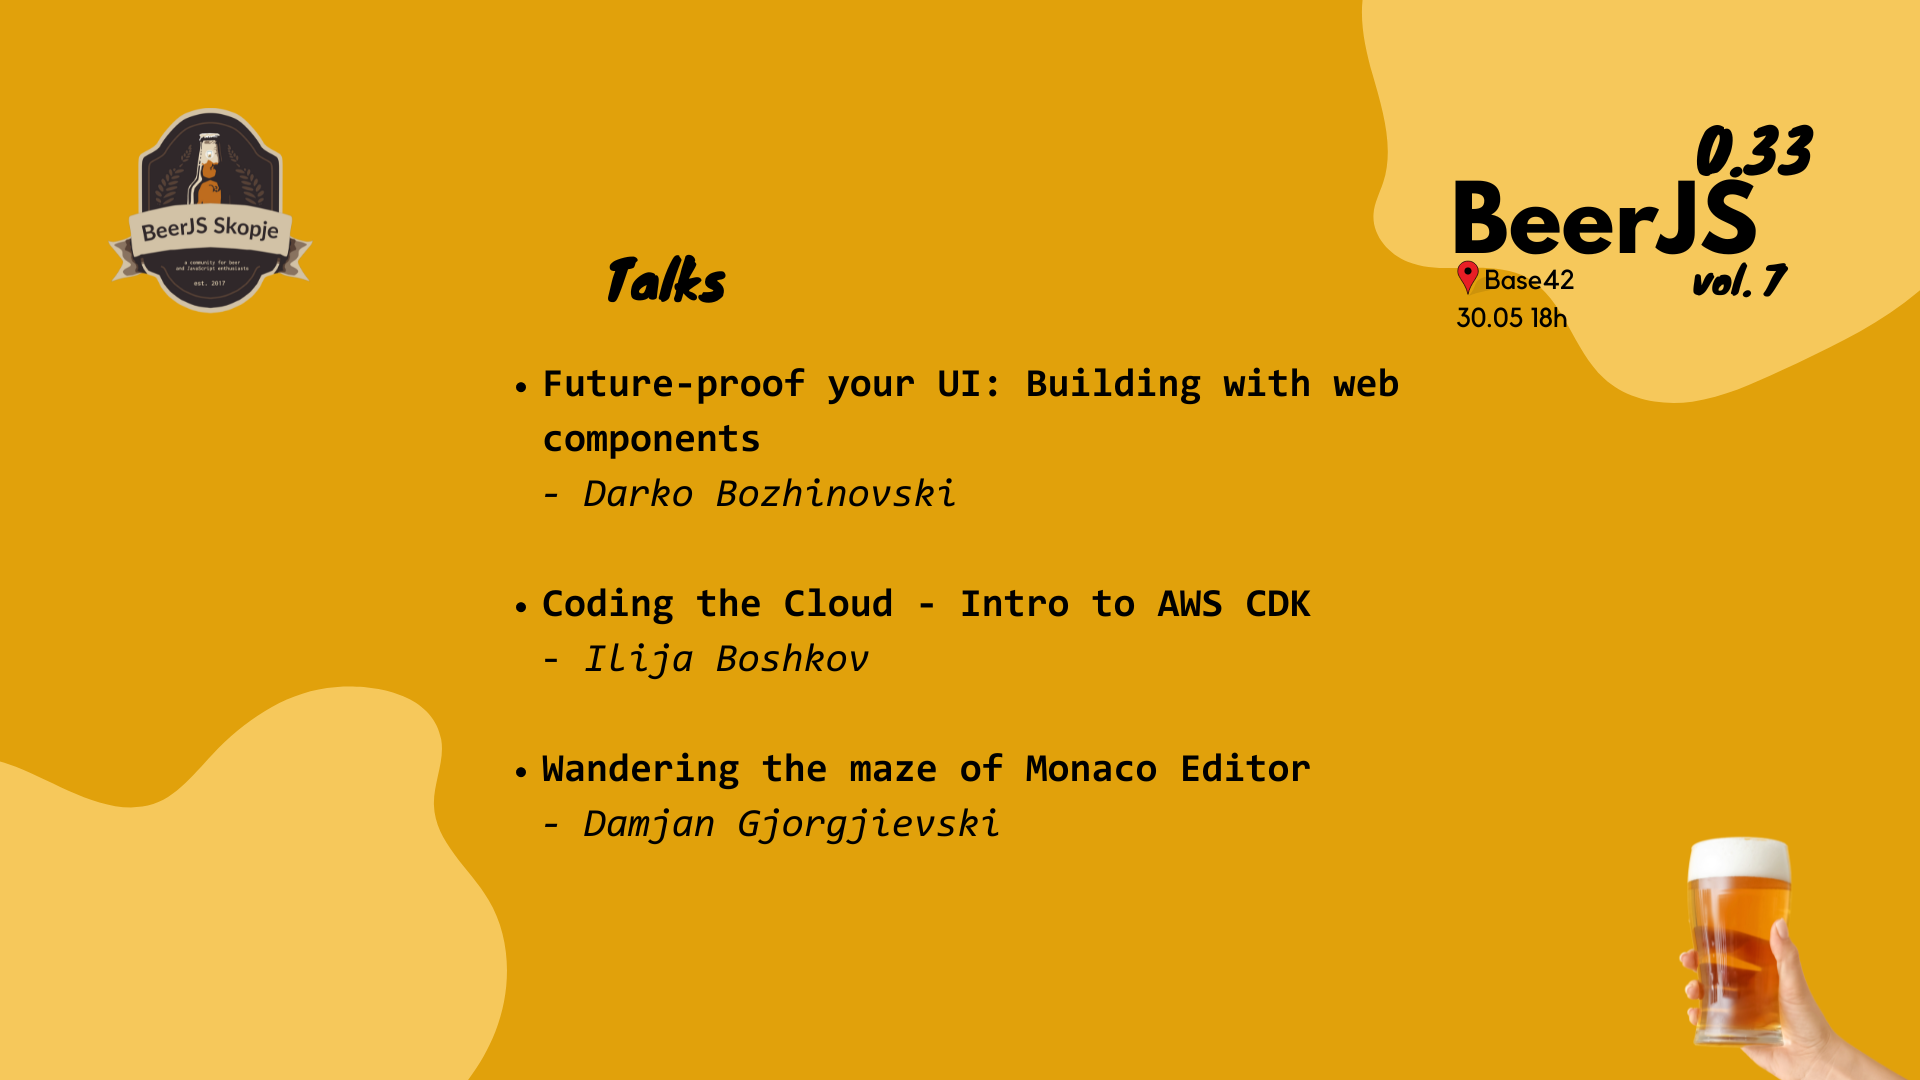 BeerJS Skopje
a community for beer
and JavaScript enthusiasts
est. 2017
0.33
BeerJS
vol. 7
Base42
30.05 18h
Talks
• Future-proof your UI: Building with web
components
- Darko Bozhinovski
• Coding the Cloud - Intro to AWS CDK
- Ilija Boshkov
• Wandering the maze of Monaco Editor
- Damjan Gjorgjievski